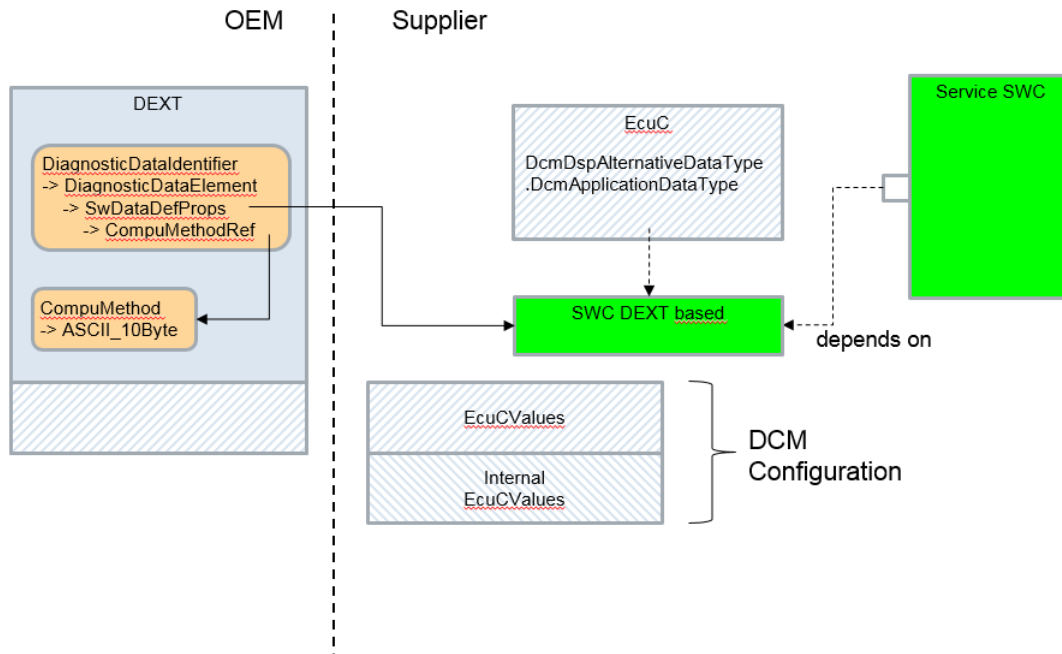 OEM
Supplier
DEXT
DiagnosticDataIdentifier
-> DiagnosticDataElement
-> SwDataDefProps
-> CompuMethodRef
CompuMethod
-> ASCII_10Byte
EcuC
DcmDspAlternativeDataType
.DcmApplicationDataType
Service SWC
SWC DEXT based
depends on
EcuCValues
Internal
EcuCValues
DCM
Configuration